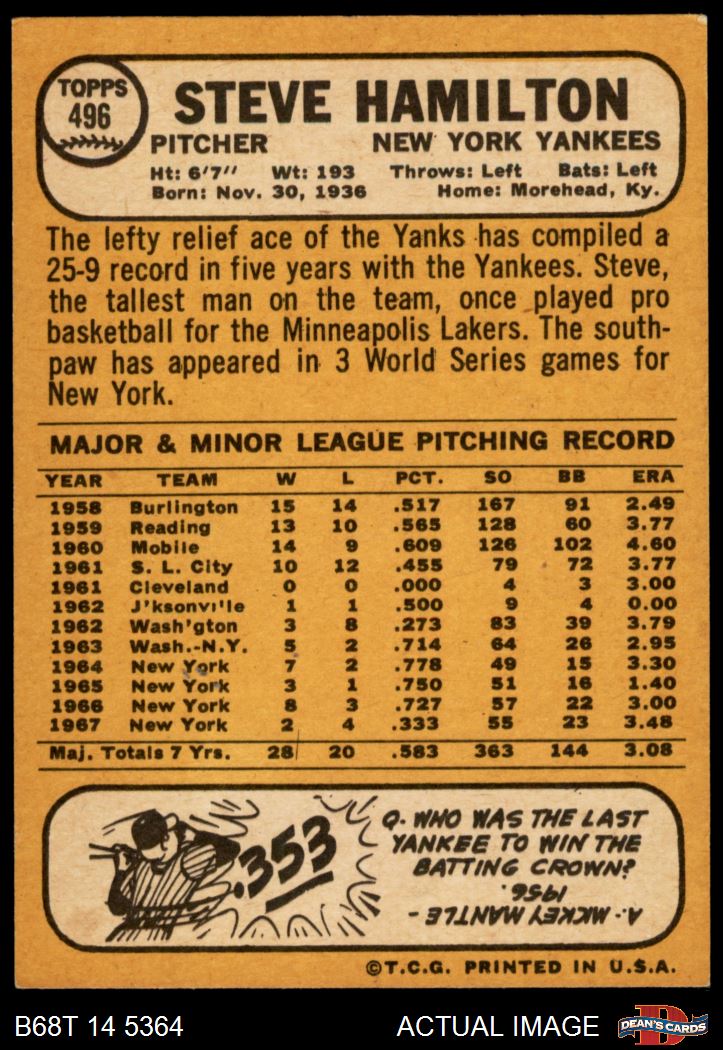 TOPPS
496
STEVE HAMILTON
PITCHER NEW YORK YANKEES
Ht: 6'7" Wt: 193 Throws: Left Bats: Left
Born: Nov. 30, 1936 Home: Morehead, Ky.
The lefty relief ace of the Yanks has compiled a
25-9 record in five years with the Yankees. Steve,
the tallest man on the team, once played pro
basketball for the Minneapolis Lakers. The south-
paw has appeared in 3 World Series games for
New York.
MAJOR & MINOR LEAGUE PITCHING RECORD
YEAR TEAM W L PCT. SO BB ERA
1958 Burlington 15 14 .517 167 91 2.49
1959 Reading 13 10 .565 128 60 3.77
1960 Mobile 14 9 .609 126 102 4.60
1961 S. L. City 10 12 .455 79 72 3.77
1961 Cleveland 0 0 .000 4 3 3.00
1962 J'ksonvi'le 1 1 .500 9 4 0.00
1962 Wash'gton 3 8 .273 83 39 3.79
1963 Wash.-N.Y. 5 2 .714 64 26 2.95
1964 New York 7 2 .778 49 15 3.30
1965 New York 3 1 .750 51 16 1.40
1966 New York 8 3 .727 57 22 3.00
1967 New York 2 4 .333 55 23 3.48
Maj. Totals 7 Yrs. 28 20 .583 363 144 3.08
.353
Q. WHO WAS THE LAST
YANKEE TO WIN THE
BATTING CROWN?
A. MICKEY MANTLE -
1956.
©T.C.G. PRINTED IN U.S.A.
B68T 14 5364 ACTUAL IMAGE
D
DEAN'S CARDS